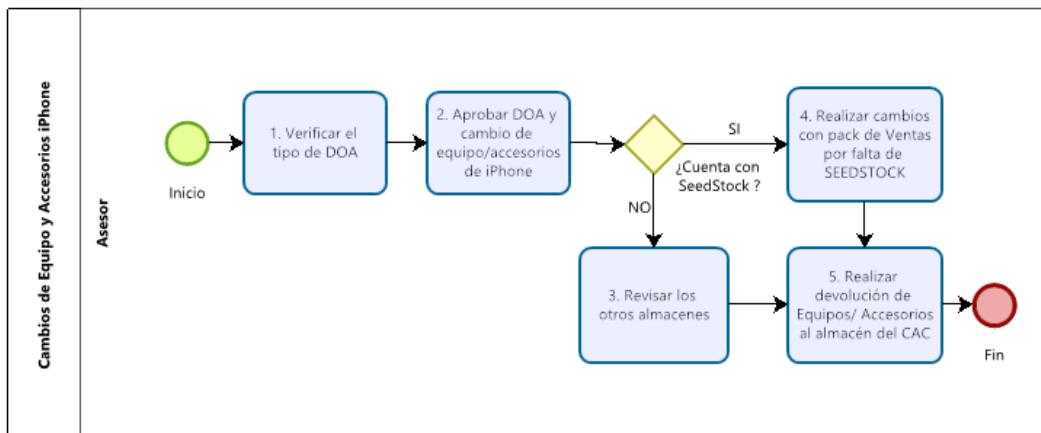 Cambios de Equipo y Accesorios iPhone
Asesor
Inicio
1. Verificar el
tipo de DOA
2. Aprobar DOA y
cambio de
equipo/accesorios
de iPhone
SI
¿Cuenta con
SeedStock ?
NO
4. Realizar cambios
con pack de Ventas
por falta de
SEEDSTOCK
3. Revisar los
otros almacenes
5. Realizar
devolución de
Equipos/ Accesorios
al almacén del CAC
Fin